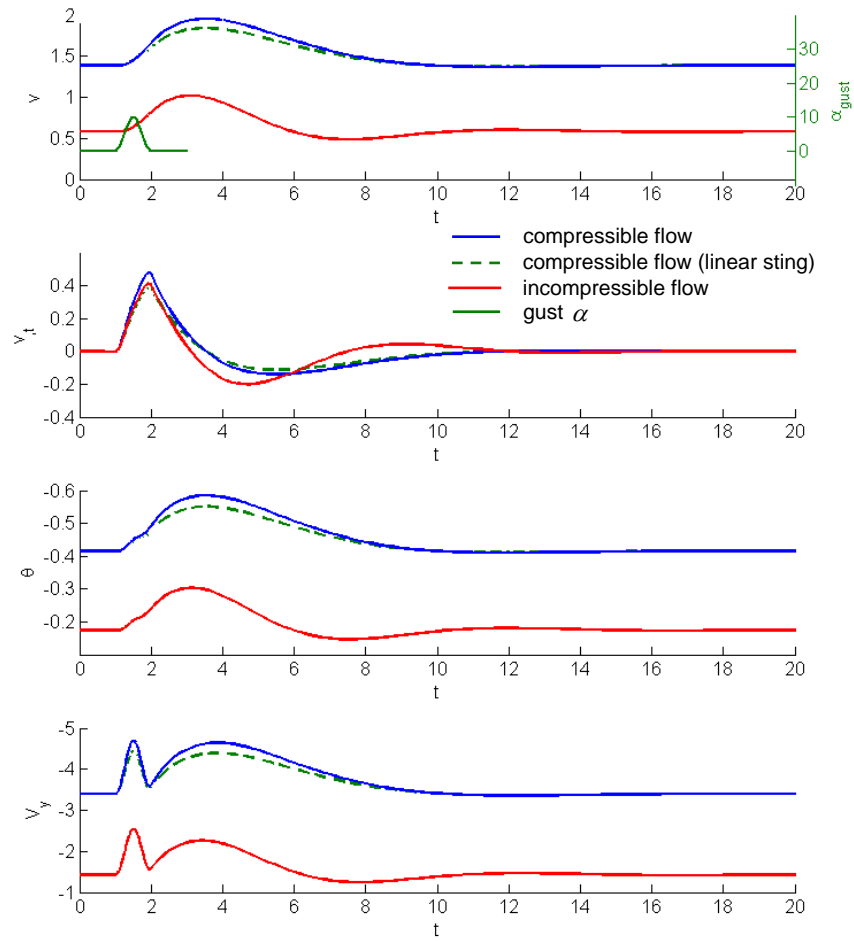 2
1.5
1
0.5
0
v
30
20
10
0
α gust
0 2 4 6 8 10 12 14 16 18 20
t
compressible flow
compressible flow (linear sting)
incompressible flow
gust α
0.4
0.2
0
-0.2
-0.4
v,t
0 2 4 6 8 10 12 14 16 18 20
t
-0.6
-0.5
-0.4
-0.3
-0.2
θ
0 2 4 6 8 10 12 14 16 18 20
t
-5
-4
-3
-2
-1
Vy
0 2 4 6 8 10 12 14 16 18 20
t